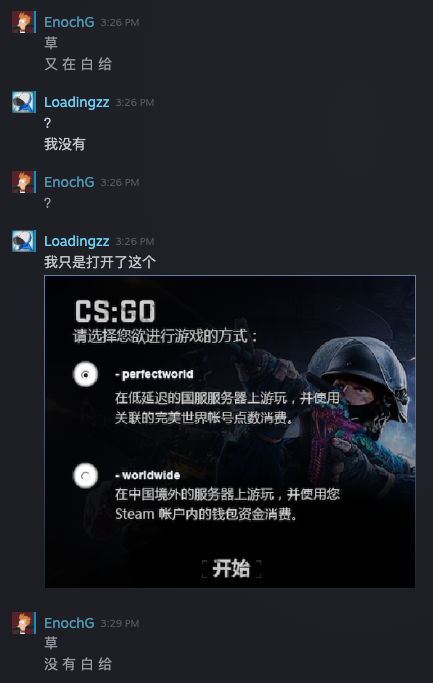 EnochG 3:26 PM
草
又 在 白 给
Loadingzz 3:26 PM
?
我没有
EnochG 3:26 PM
?
Loadingzz 3:26 PM
我只是打开了这个
CS:GO
请选择您欲进行游戏的方式：
- perfectworld
在低延迟的国服服务器上游玩，并使用
关联的完美世界帐号点数消费。
- worldwide
在中国境外的服务器上游玩，并使用您
Steam 帐户内的钱包资金消费。
[ 开始 ]
EnochG 3:29 PM
草
没 有 白 给